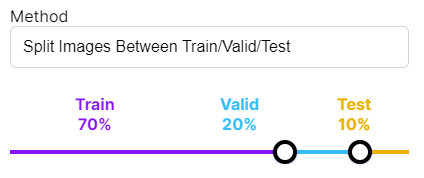 Method
Split Images Between Train/Valid/Test
Train Valid Test
70% 20% 10%